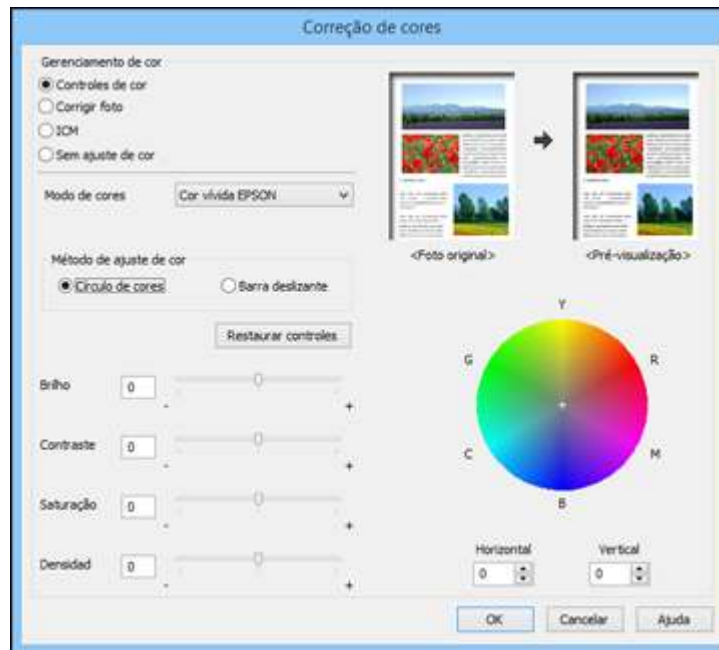 Correção de cores
Gerenciamento de cor
Controles de cor
Corrigir foto
ICM
Sem ajuste de cor
Modo de cores
Cor vívida EPSON
Método de ajuste de cor
Círculo de cores
Barra deslizante
Restaurar controles
Brilho
0
-
+
Contraste
0
-
+
Saturação
0
-
+
Densidad
0
-
+
<Foto original>
<Pré-visualização>
Y
G
R
C
M
B
Horizontal
Vertical
0
0
OK
Cancelar
Ajuda